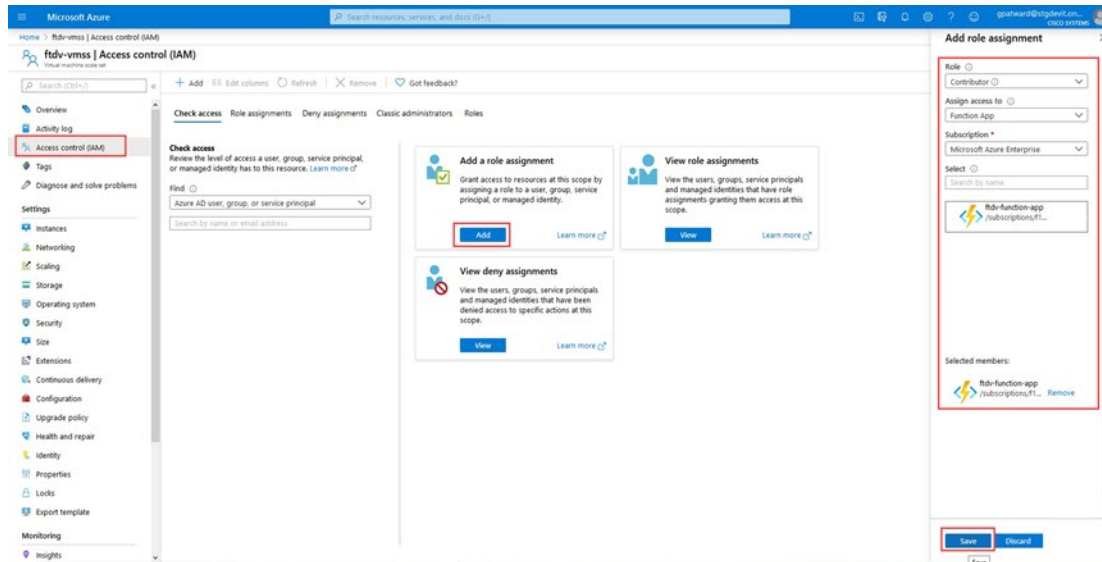 Microsoft Azure
Search resources, services, and docs (G+/)
gpatward@stgdevit.on...
CISCO SYSTEMS
Home > ftdv-vmss | Access control (IAM)
ftdv-vmss | Access control (IAM)
Virtual machine scale set
Search (Ctrl+/)
Overview
Activity log
Access control (IAM)
Tags
Diagnose and solve problems
Settings
Instances
Networking
Scaling
Storage
Operating system
Security
Size
Extensions
Continuous delivery
Configuration
Upgrade policy
Health and repair
Identity
Properties
Locks
Export template
Monitoring
Insights
+ Add Edit columns Refresh Remove Got feedback?
Check access Role assignments Deny assignments Classic administrators Roles
Check access
Review the level of access a user, group, service principal,
or managed identity has to this resource. Learn more
Find
Azure AD user, group, or service principal
Search by name or email address
Add a role assignment
Grant access to resources at this scope by
assigning a role to a user, group, service
principal, or managed identity.
Add Learn more
View role assignments
View the users, groups, service principals
and managed identities that have role
assignments granting them access at this
scope.
View Learn more
View deny assignments
View the users, groups, service principals
and managed identities that have been
denied access to specific actions at this
scope.
View Learn more
Add role assignment
Role
Contributor
Assign access to
Function App
Subscription *
Microsoft Azure Enterprise
Select
Search by name
ftdv-function-app
/subscriptions/f1...
Selected members:
ftdv-function-app
/subscriptions/f1... Remove
Save Discard
Save